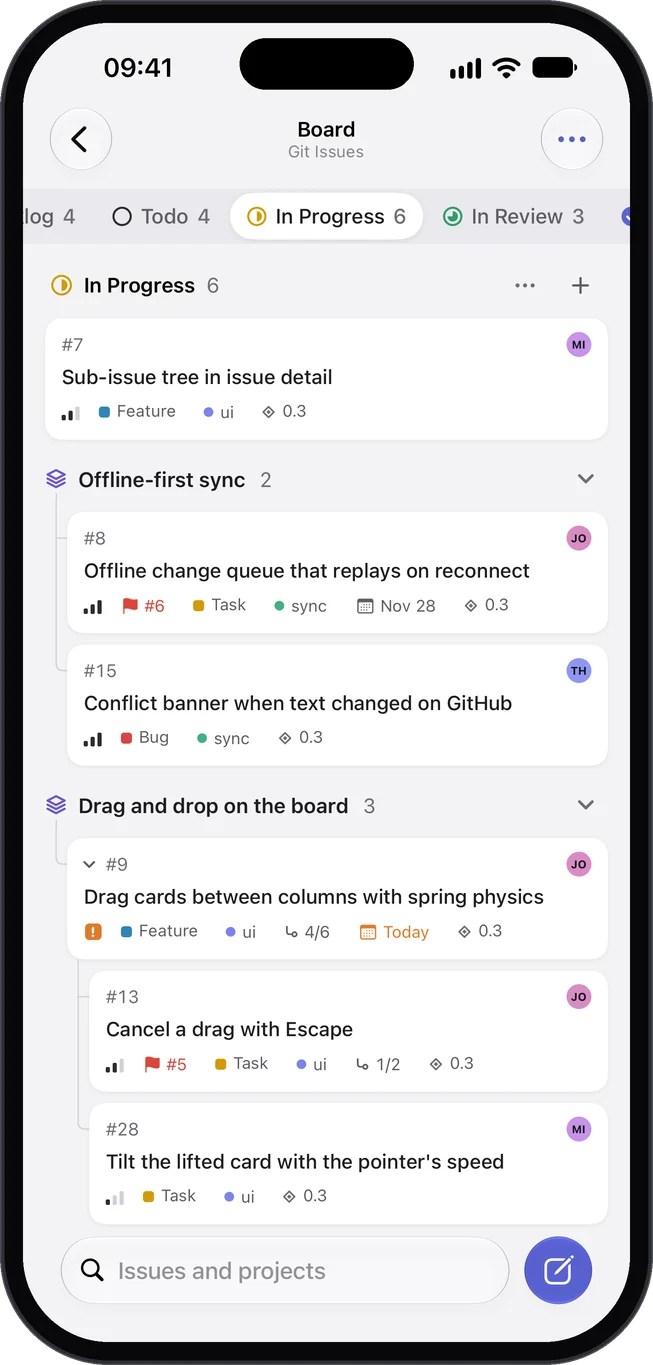 09:41
Board
Git Issues
log 4 Todo 4 In Progress 6 In Review 3
In Progress 6
#7 MI
Sub-issue tree in issue detail
Feature ui 0.3
Offline-first sync 2
#8 JO
Offline change queue that replays on reconnect
#6 Task sync Nov 28 0.3
#15 TH
Conflict banner when text changed on GitHub
Bug sync 0.3
Drag and drop on the board 3
#9 JO
Drag cards between columns with spring physics
! Feature ui 4/6 Today 0.3
#13 JO
Cancel a drag with Escape
#5 Task ui 1/2 0.3
#28 MI
Tilt the lifted card with the pointer's speed
Task ui 0.3
Issues and projects